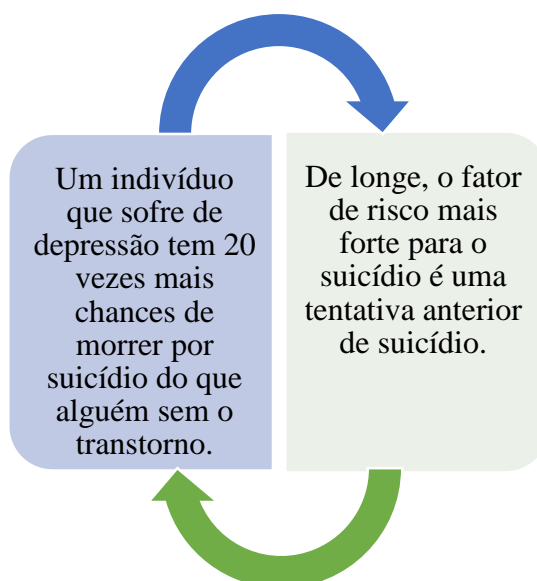 Um indivíduo
que sofre de
depressão tem 20
vezes mais
chances de
morrer por
suicídio do que
alguém sem o
transtorno.
De longe, o fator
de risco mais
forte para o
suicídio é uma
tentativa anterior
de suicídio.